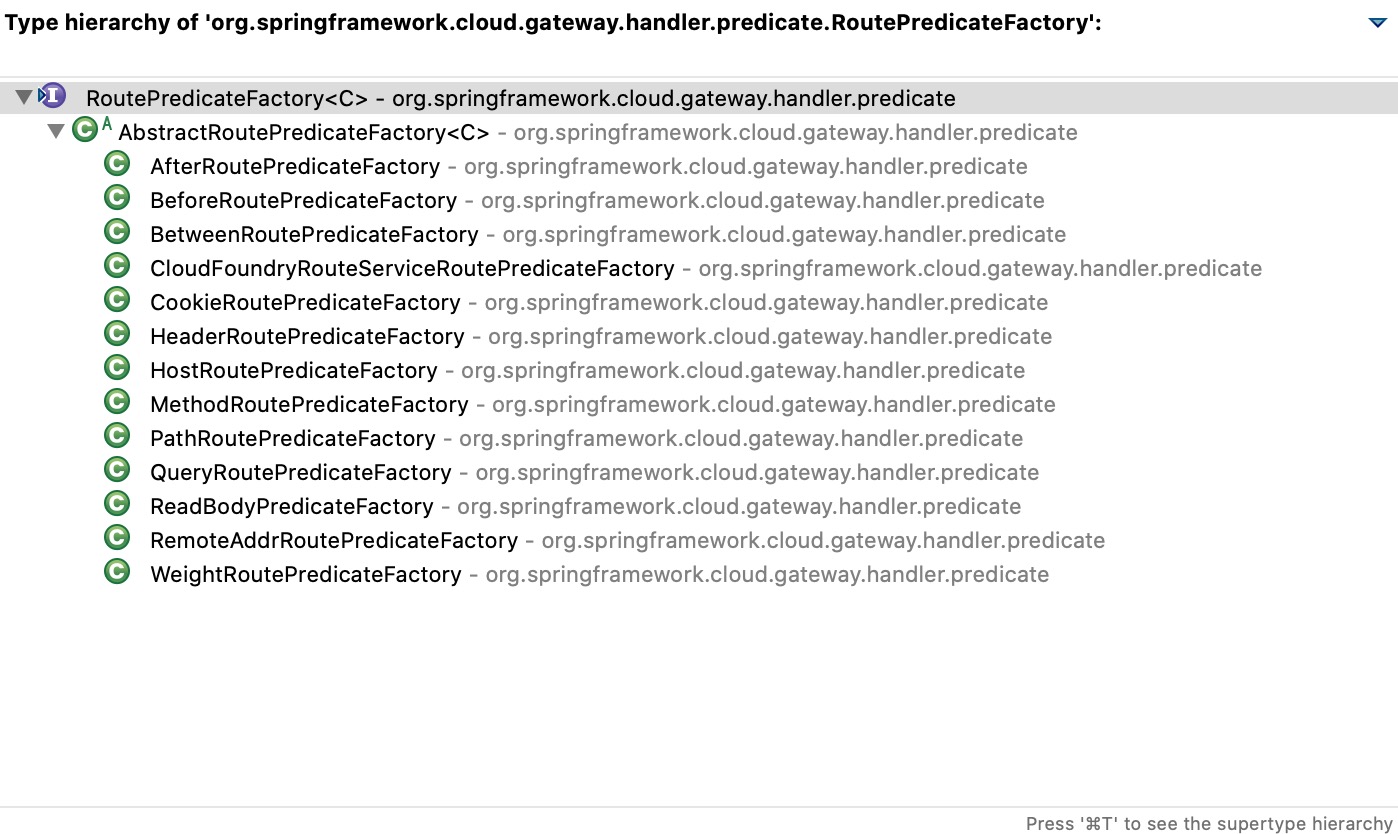 Type hierarchy of 'org.springframework.cloud.gateway.handler.predicate.RoutePredicateFactory':
RoutePredicateFactory<C> - org.springframework.cloud.gateway.handler.predicate
AbstractRoutePredicateFactory<C> - org.springframework.cloud.gateway.handler.predicate
AfterRoutePredicateFactory - org.springframework.cloud.gateway.handler.predicate
BeforeRoutePredicateFactory - org.springframework.cloud.gateway.handler.predicate
BetweenRoutePredicateFactory - org.springframework.cloud.gateway.handler.predicate
CloudFoundryRouteServiceRoutePredicateFactory - org.springframework.cloud.gateway.handler.predicate
CookieRoutePredicateFactory - org.springframework.cloud.gateway.handler.predicate
HeaderRoutePredicateFactory - org.springframework.cloud.gateway.handler.predicate
HostRoutePredicateFactory - org.springframework.cloud.gateway.handler.predicate
MethodRoutePredicateFactory - org.springframework.cloud.gateway.handler.predicate
PathRoutePredicateFactory - org.springframework.cloud.gateway.handler.predicate
QueryRoutePredicateFactory - org.springframework.cloud.gateway.handler.predicate
ReadBodyPredicateFactory - org.springframework.cloud.gateway.handler.predicate
RemoteAddrRoutePredicateFactory - org.springframework.cloud.gateway.handler.predicate
WeightRoutePredicateFactory - org.springframework.cloud.gateway.handler.predicate
Press '⌘T' to see the supertype hierarchy